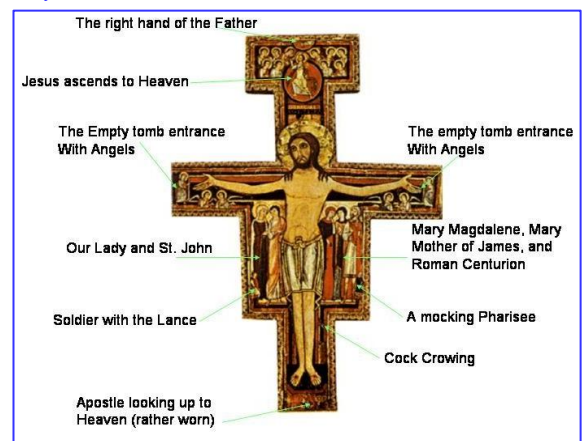 The right hand of the Father
Jesus ascends to Heaven
The Empty tomb entrance
With Angels
The empty tomb entrance
With Angels
Our Lady and St. John
Mary Magdalene, Mary
Mother of James, and
Roman Centurion
Soldier with the Lance
A mocking Pharisee
Cock Crowing
Apostle looking up to
Heaven (rather worn)